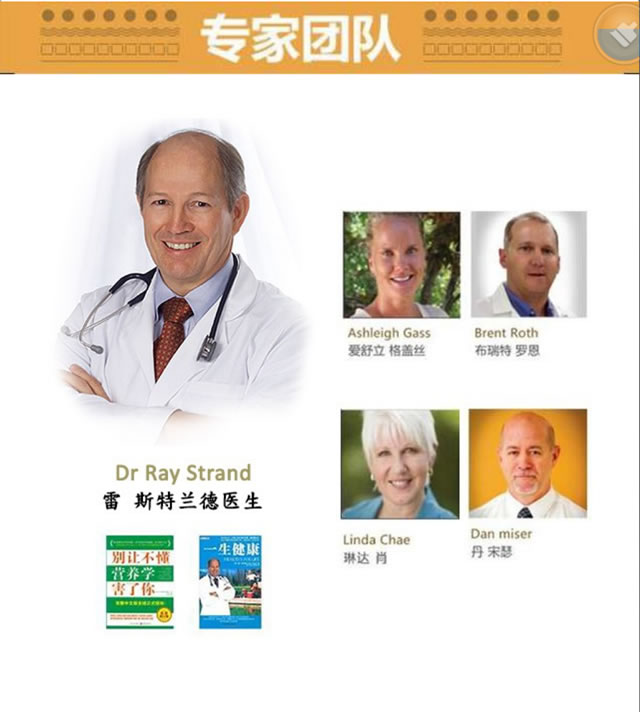 专家团队
Dr Ray Strand
雷 斯特兰德医生
别让不懂
营养学
害了你
一生健康
Ashleigh Gass
爱舒立 格盖丝
Brent Roth
布瑞特 罗恩
Linda Chae
琳达 肖
Dan miser
丹 宋瑟